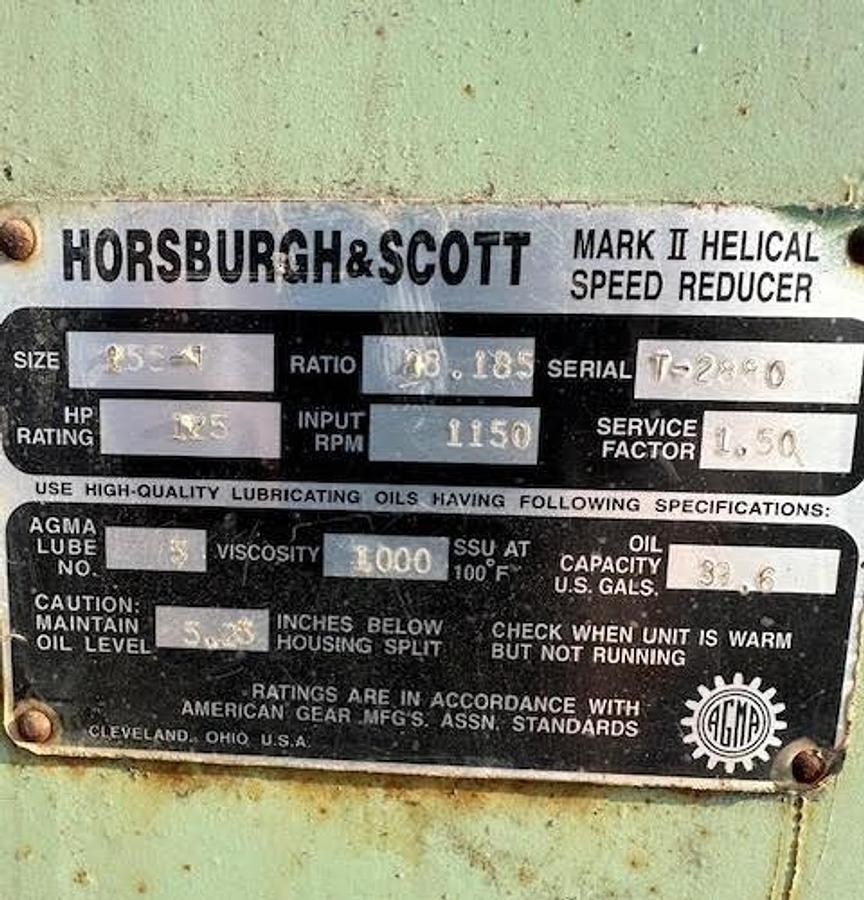 HORSBURGH&SCOTT
MARK II HELICAL
SPEED REDUCER
SIZE
RATIO .185
SERIAL
HP RATING 125
INPUT RPM 1150
SERVICE FACTOR 1.50
USE HIGH-QUALITY LUBRICATING OILS HAVING FOLLOWING SPECIFICATIONS:
AGMA
LUBE
NO.
VISCOSITY 1000 SSU AT
100°F
OIL
CAPACITY
U.S. GALS.
CAUTION:
MAINTAIN
OIL LEVEL 5.25 INCHES BELOW
HOUSING SPLIT
CHECK WHEN UNIT IS WARM
BUT NOT RUNNING
RATINGS ARE IN ACCORDANCE WITH
AMERICAN GEAR MFG'S. ASSN. STANDARDS
CLEVELAND, OHIO U.S.A.
AGMA